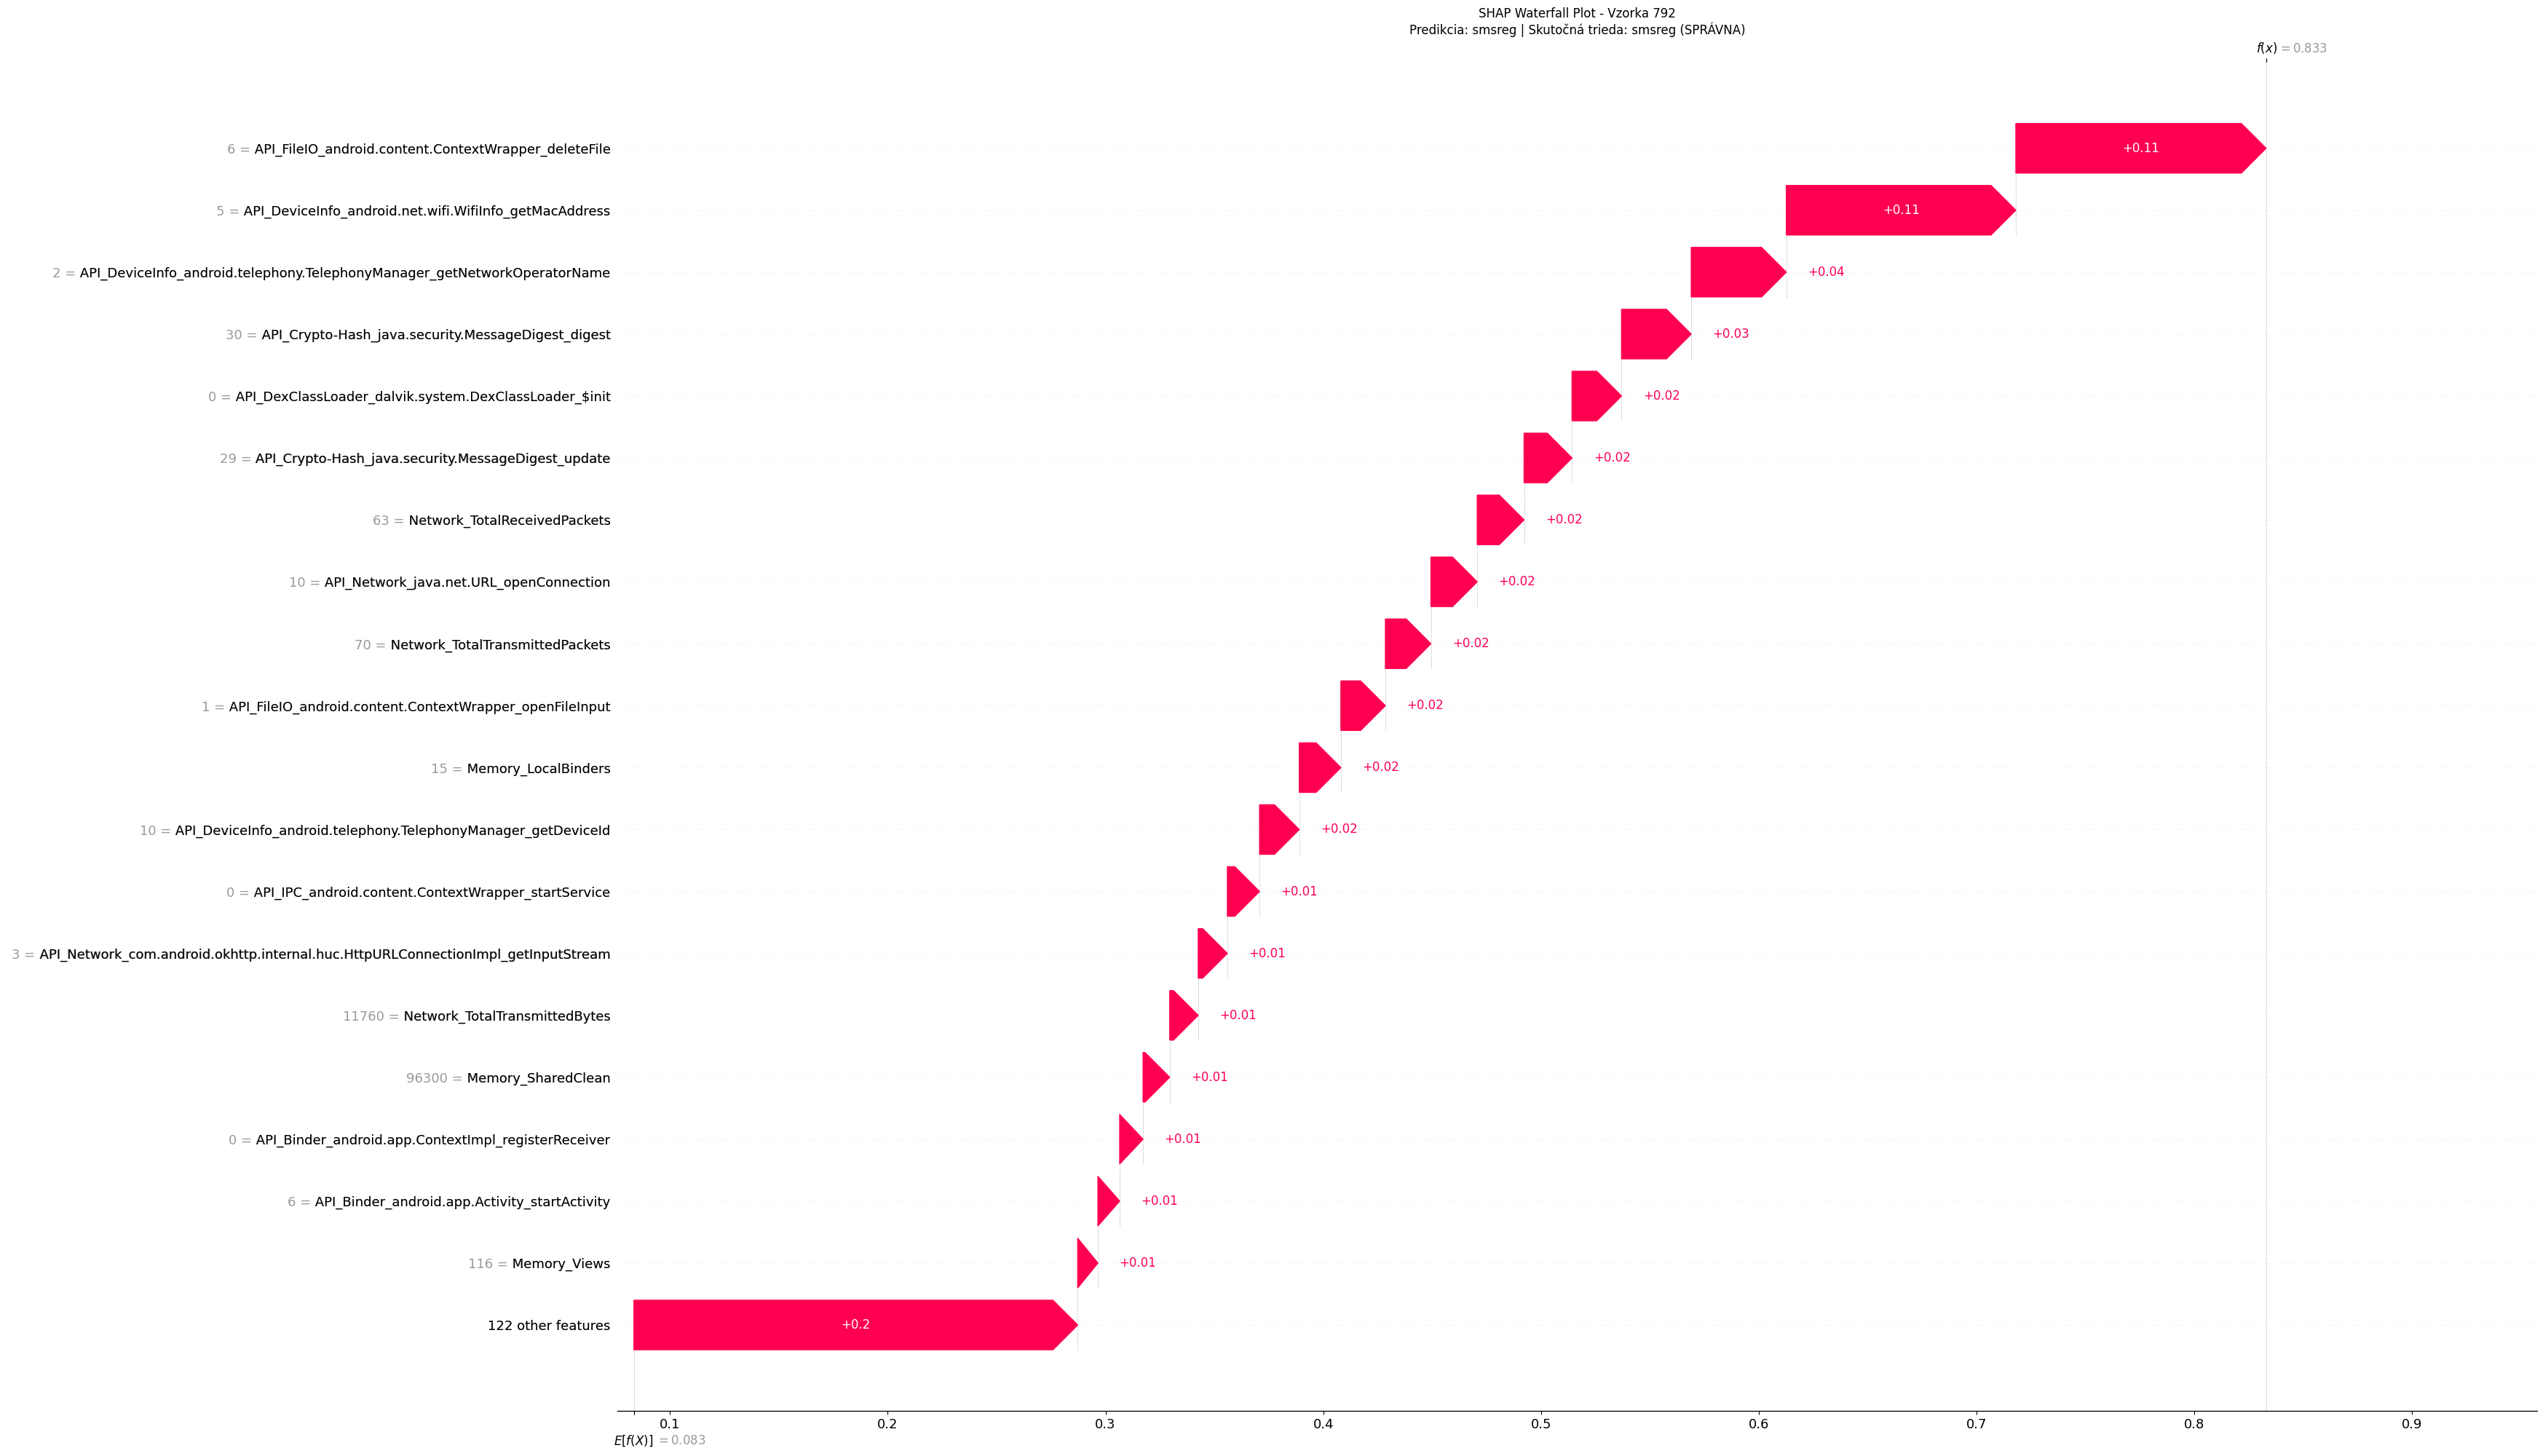 SHAP Waterfall Plot - Vzorka 792
Predikcia: smsreg | Skutočná trieda: smsreg (SPRÁVNA)
f(x) = 0.833
6 = API_FileIO_android.content.ContextWrapper_deleteFile +0.11
5 = API_DeviceInfo_android.net.wifi.WifiInfo_getMacAddress +0.11
2 = API_DeviceInfo_android.telephony.TelephonyManager_getNetworkOperatorName +0.04
30 = API_Crypto-Hash_java.security.MessageDigest_digest +0.03
0 = API_DexClassLoader_dalvik.system.DexClassLoader_$init +0.02
29 = API_Crypto-Hash_java.security.MessageDigest_update +0.02
63 = Network_TotalReceivedPackets +0.02
10 = API_Network_java.net.URL_openConnection +0.02
70 = Network_TotalTransmittedPackets +0.02
1 = API_FileIO_android.content.ContextWrapper_openFileInput +0.02
15 = Memory_LocalBinders +0.02
10 = API_DeviceInfo_android.telephony.TelephonyManager_getDeviceId +0.02
0 = API_IPC_android.content.ContextWrapper_startService +0.01
3 = API_Network_com.android.okhttp.internal.huc.HttpURLConnectionImpl_getInputStream +0.01
11760 = Network_TotalTransmittedBytes +0.01
96300 = Memory_SharedClean +0.01
0 = API_Binder_android.app.ContextImpl_registerReceiver +0.01
6 = API_Binder_android.app.Activity_startActivity +0.01
116 = Memory_Views +0.01
122 other features +0.2
0.1 0.2 0.3 0.4 0.5 0.6 0.7 0.8 0.9
E[f(X)] = 0.083